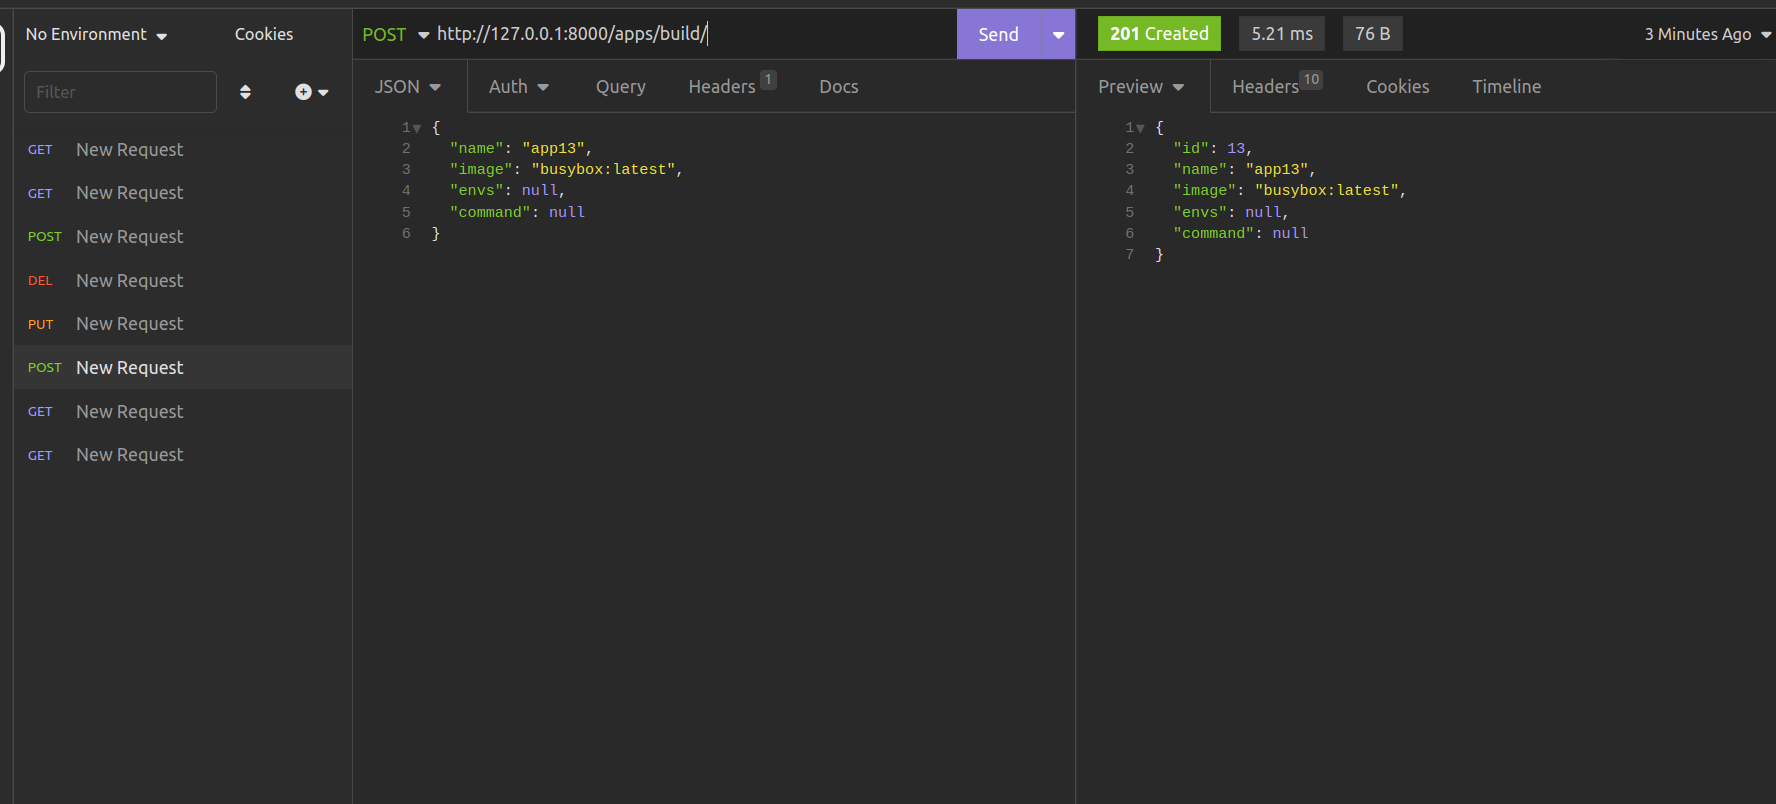 No Environment
Cookies
Filter
GET New Request
GET New Request
POST New Request
DEL New Request
PUT New Request
POST New Request
GET New Request
GET New Request
POST http://127.0.0.1:8000/apps/build/
Send
JSON Auth Query Headers 1 Docs
1 {
2 "name": "app13",
3 "image": "busybox:latest",
4 "envs": null,
5 "command": null
6 }
201 Created 5.21 ms 76 B 3 Minutes Ago
Preview Headers 10 Cookies Timeline
1 {
2 "id": 13,
3 "name": "app13",
4 "image": "busybox:latest",
5 "envs": null,
6 "command": null
7 }